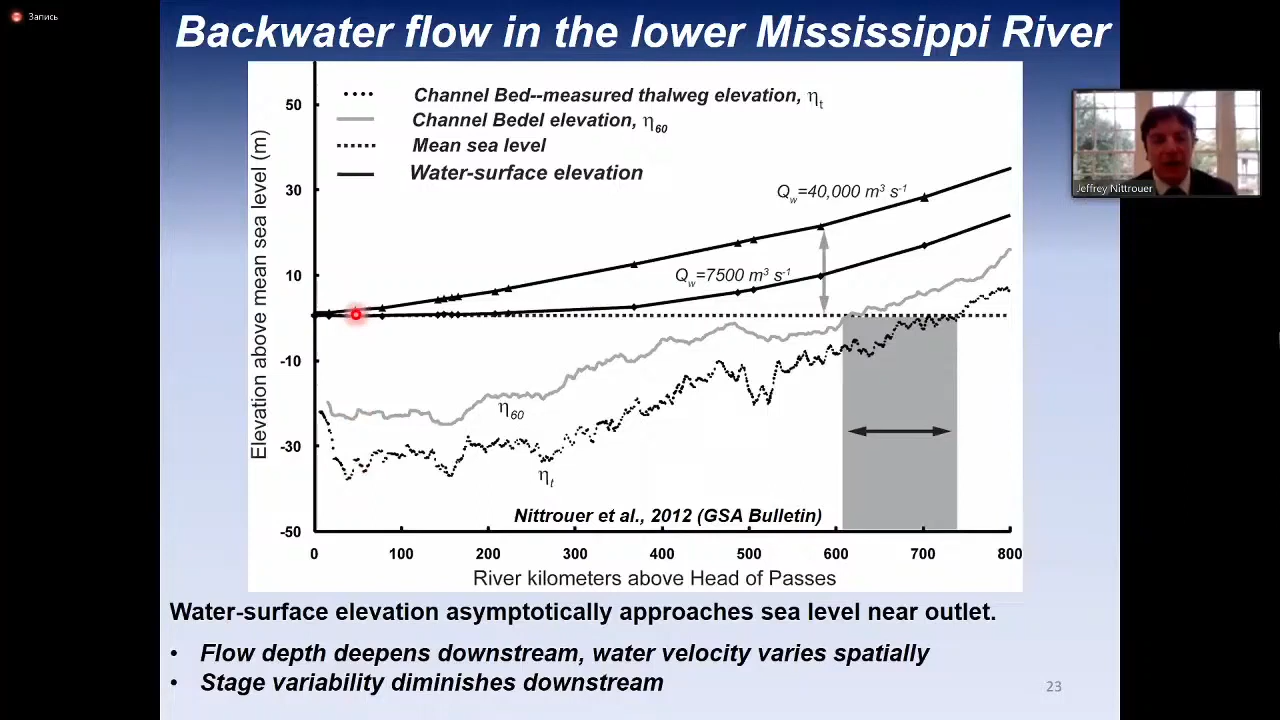 Запись
Backwater flow in the lower Mississippi River
Channel Bed--measured thalweg elevation, ηt
Channel Bedel elevation, η60
Mean sea level
Water-surface elevation
Jeffrey Nittrouer
Elevation above mean sea level (m)
50
30
10
-10
-30
-50
Qw=40,000 m³ s-¹
Qw=7500 m³ s-¹
η60
ηt
Nittrouer et al., 2012 (GSA Bulletin)
0 100 200 300 400 500 600 700 800
River kilometers above Head of Passes
Water-surface elevation asymptotically approaches sea level near outlet.
• Flow depth deepens downstream, water velocity varies spatially
• Stage variability diminishes downstream
23